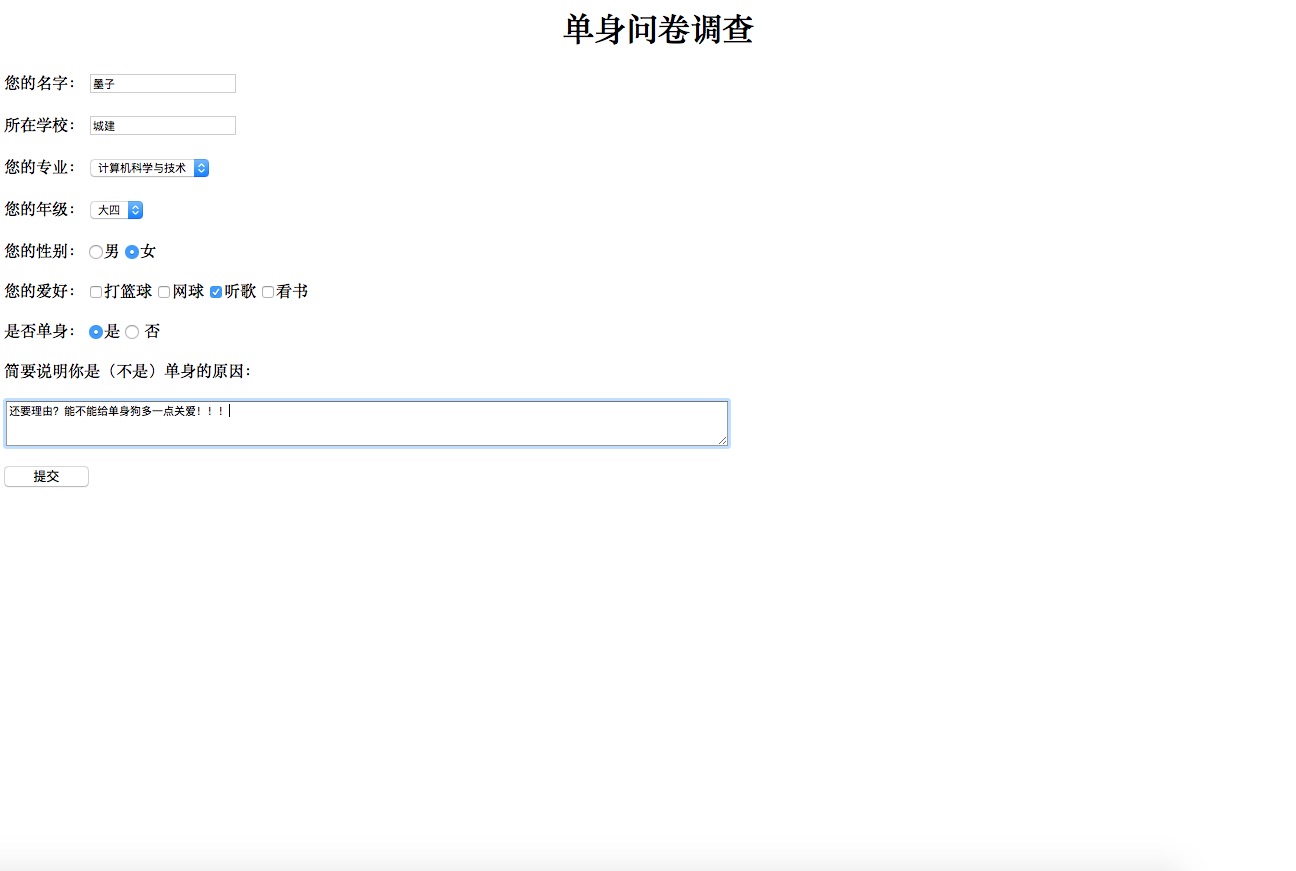 单身问卷调查
您的名字： 墨子
所在学校： 城建
您的专业： 计算机科学与技术
您的年级： 大四
您的性别： 男 女
您的爱好： 打篮球 网球 听歌 看书
是否单身： 是 否
简要说明你是（不是）单身的原因：
还要理由？能不能给单身狗多一点关爱！！！
提交